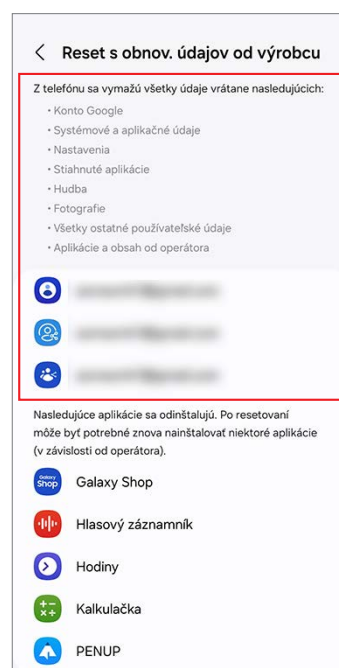 Reset s obnov. údajov od výrobcu
Z telefónu sa vymažú všetky údaje vrátane nasledujúcich:
• Konto Google
• Systémové a aplikačné údaje
• Nastavenia
• Stiahnuté aplikácie
• Hudba
• Fotografie
• Všetky ostatné používateľské údaje
• Aplikácie a obsah od operátora
Nasledujúce aplikácie sa odinštalujú. Po resetovaní
môže byť potrebné znova nainštalovať niektoré aplikácie
(v závislosti od operátora).
Galaxy
Shop
Galaxy Shop
Hlasový záznamník
Hodiny
Kalkulačka
PENUP